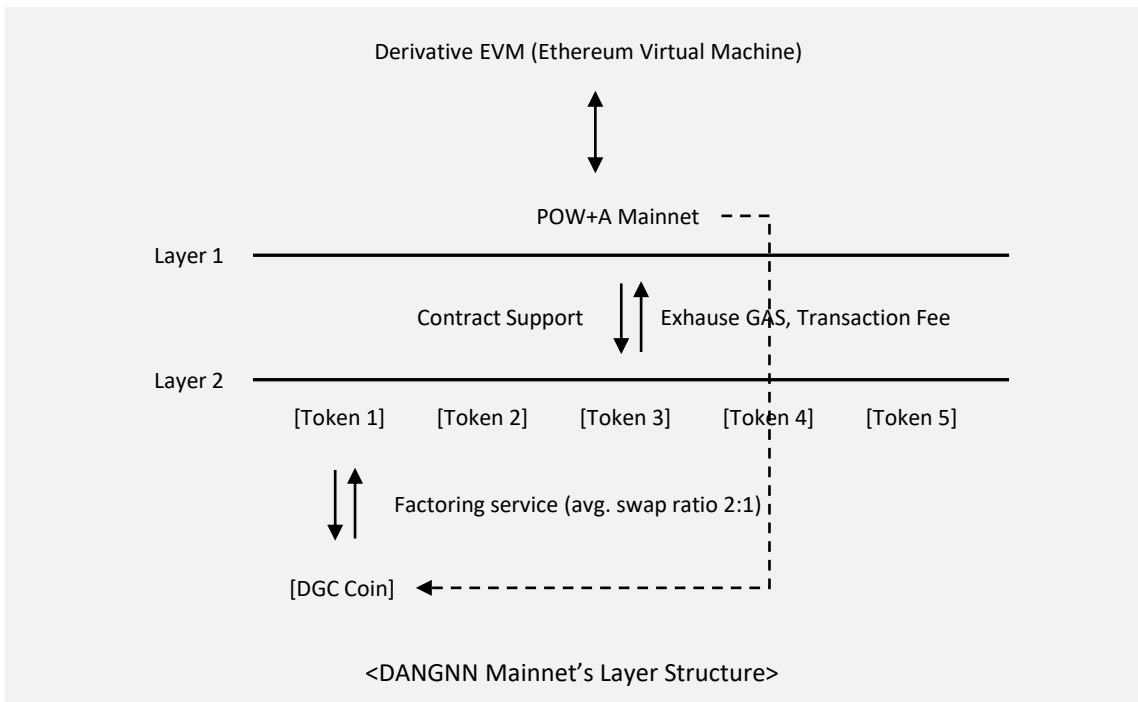 Derivative EVM (Ethereum Virtual Machine)
POW+A Mainnet
Layer 1
Contract Support
Exhause GAS, Transaction Fee
Layer 2
[Token 1]
[Token 2]
[Token 3]
[Token 4]
[Token 5]
Factoring service (avg. swap ratio 2:1)
[DGC Coin]
<DANGNN Mainnet’s Layer Structure>